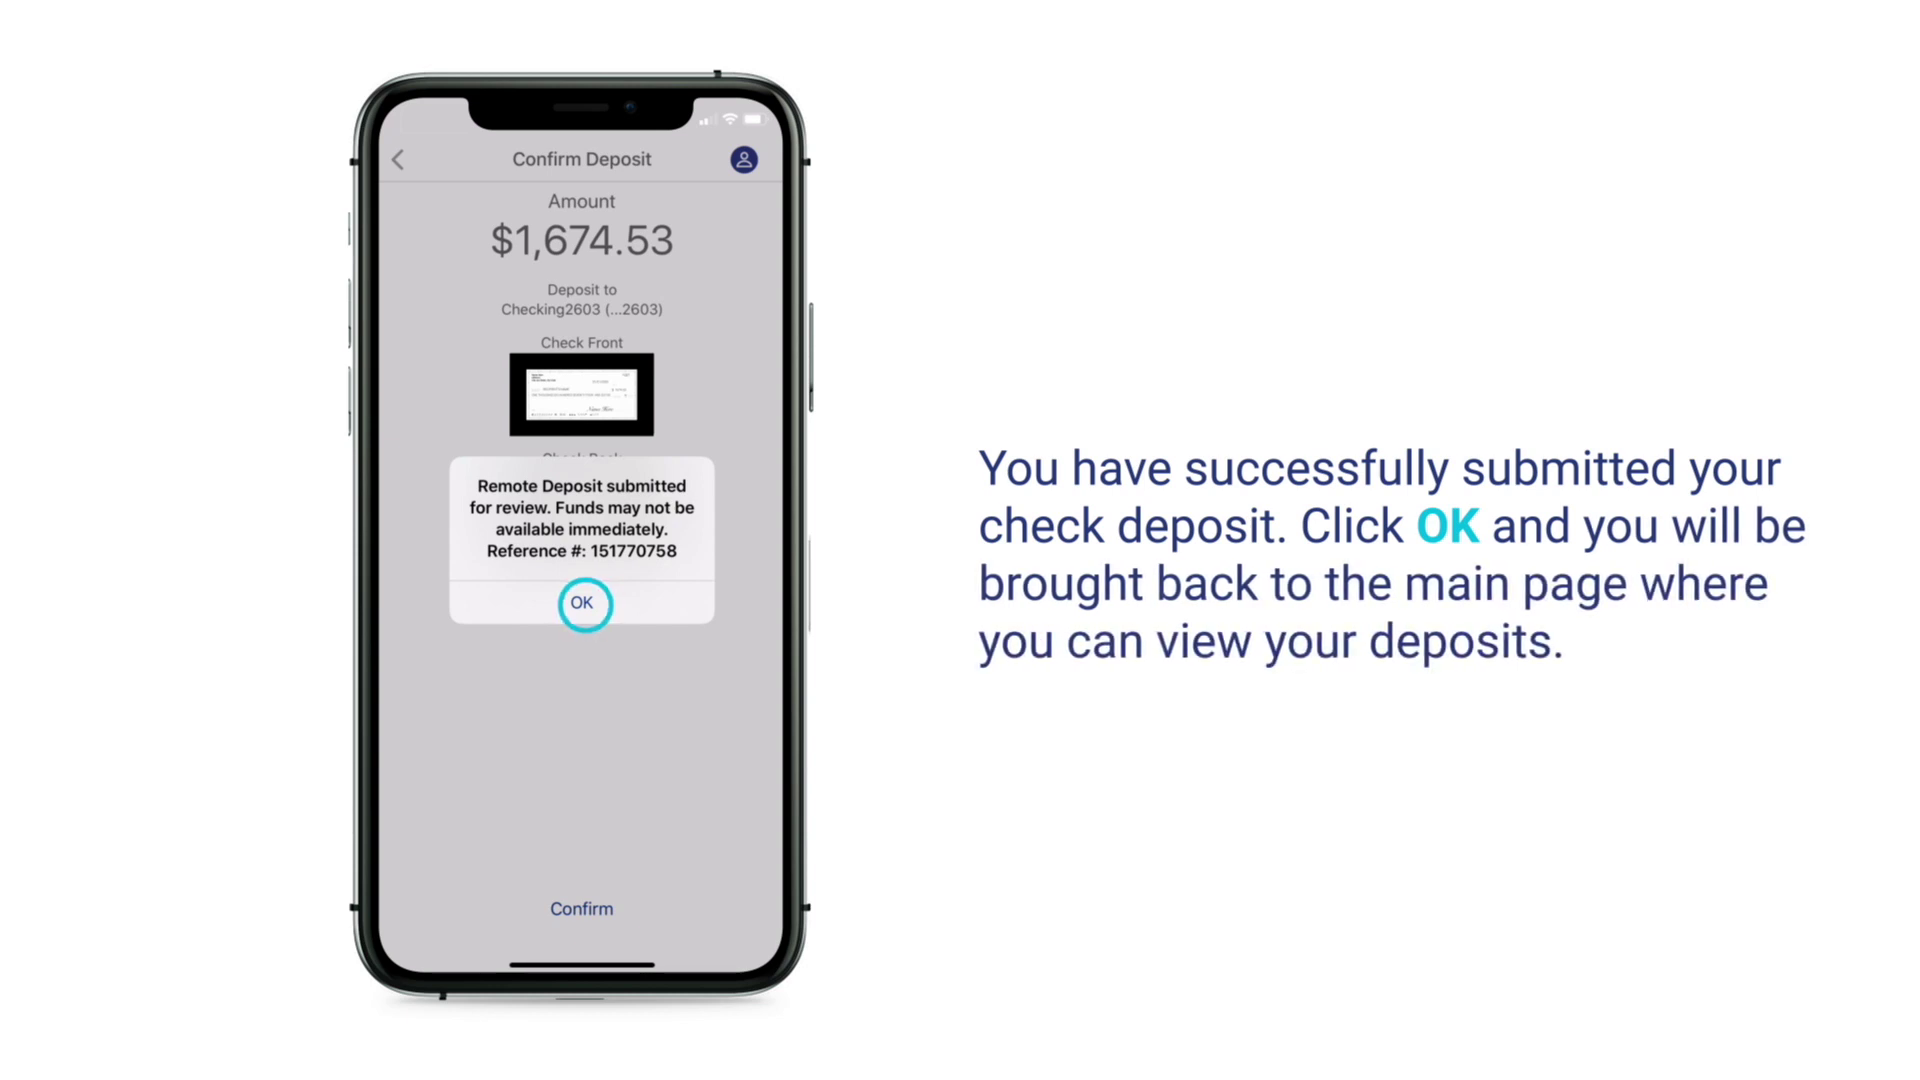 Confirm Deposit
Amount
$1,674.53
Deposit to
Checking2603 (...2603)
Check Front
Remote Deposit submitted
for review. Funds may not be
available immediately.
Reference #: 151770758
OK
Confirm
You have successfully submitted your
check deposit. Click OK and you will be
brought back to the main page where
you can view your deposits.